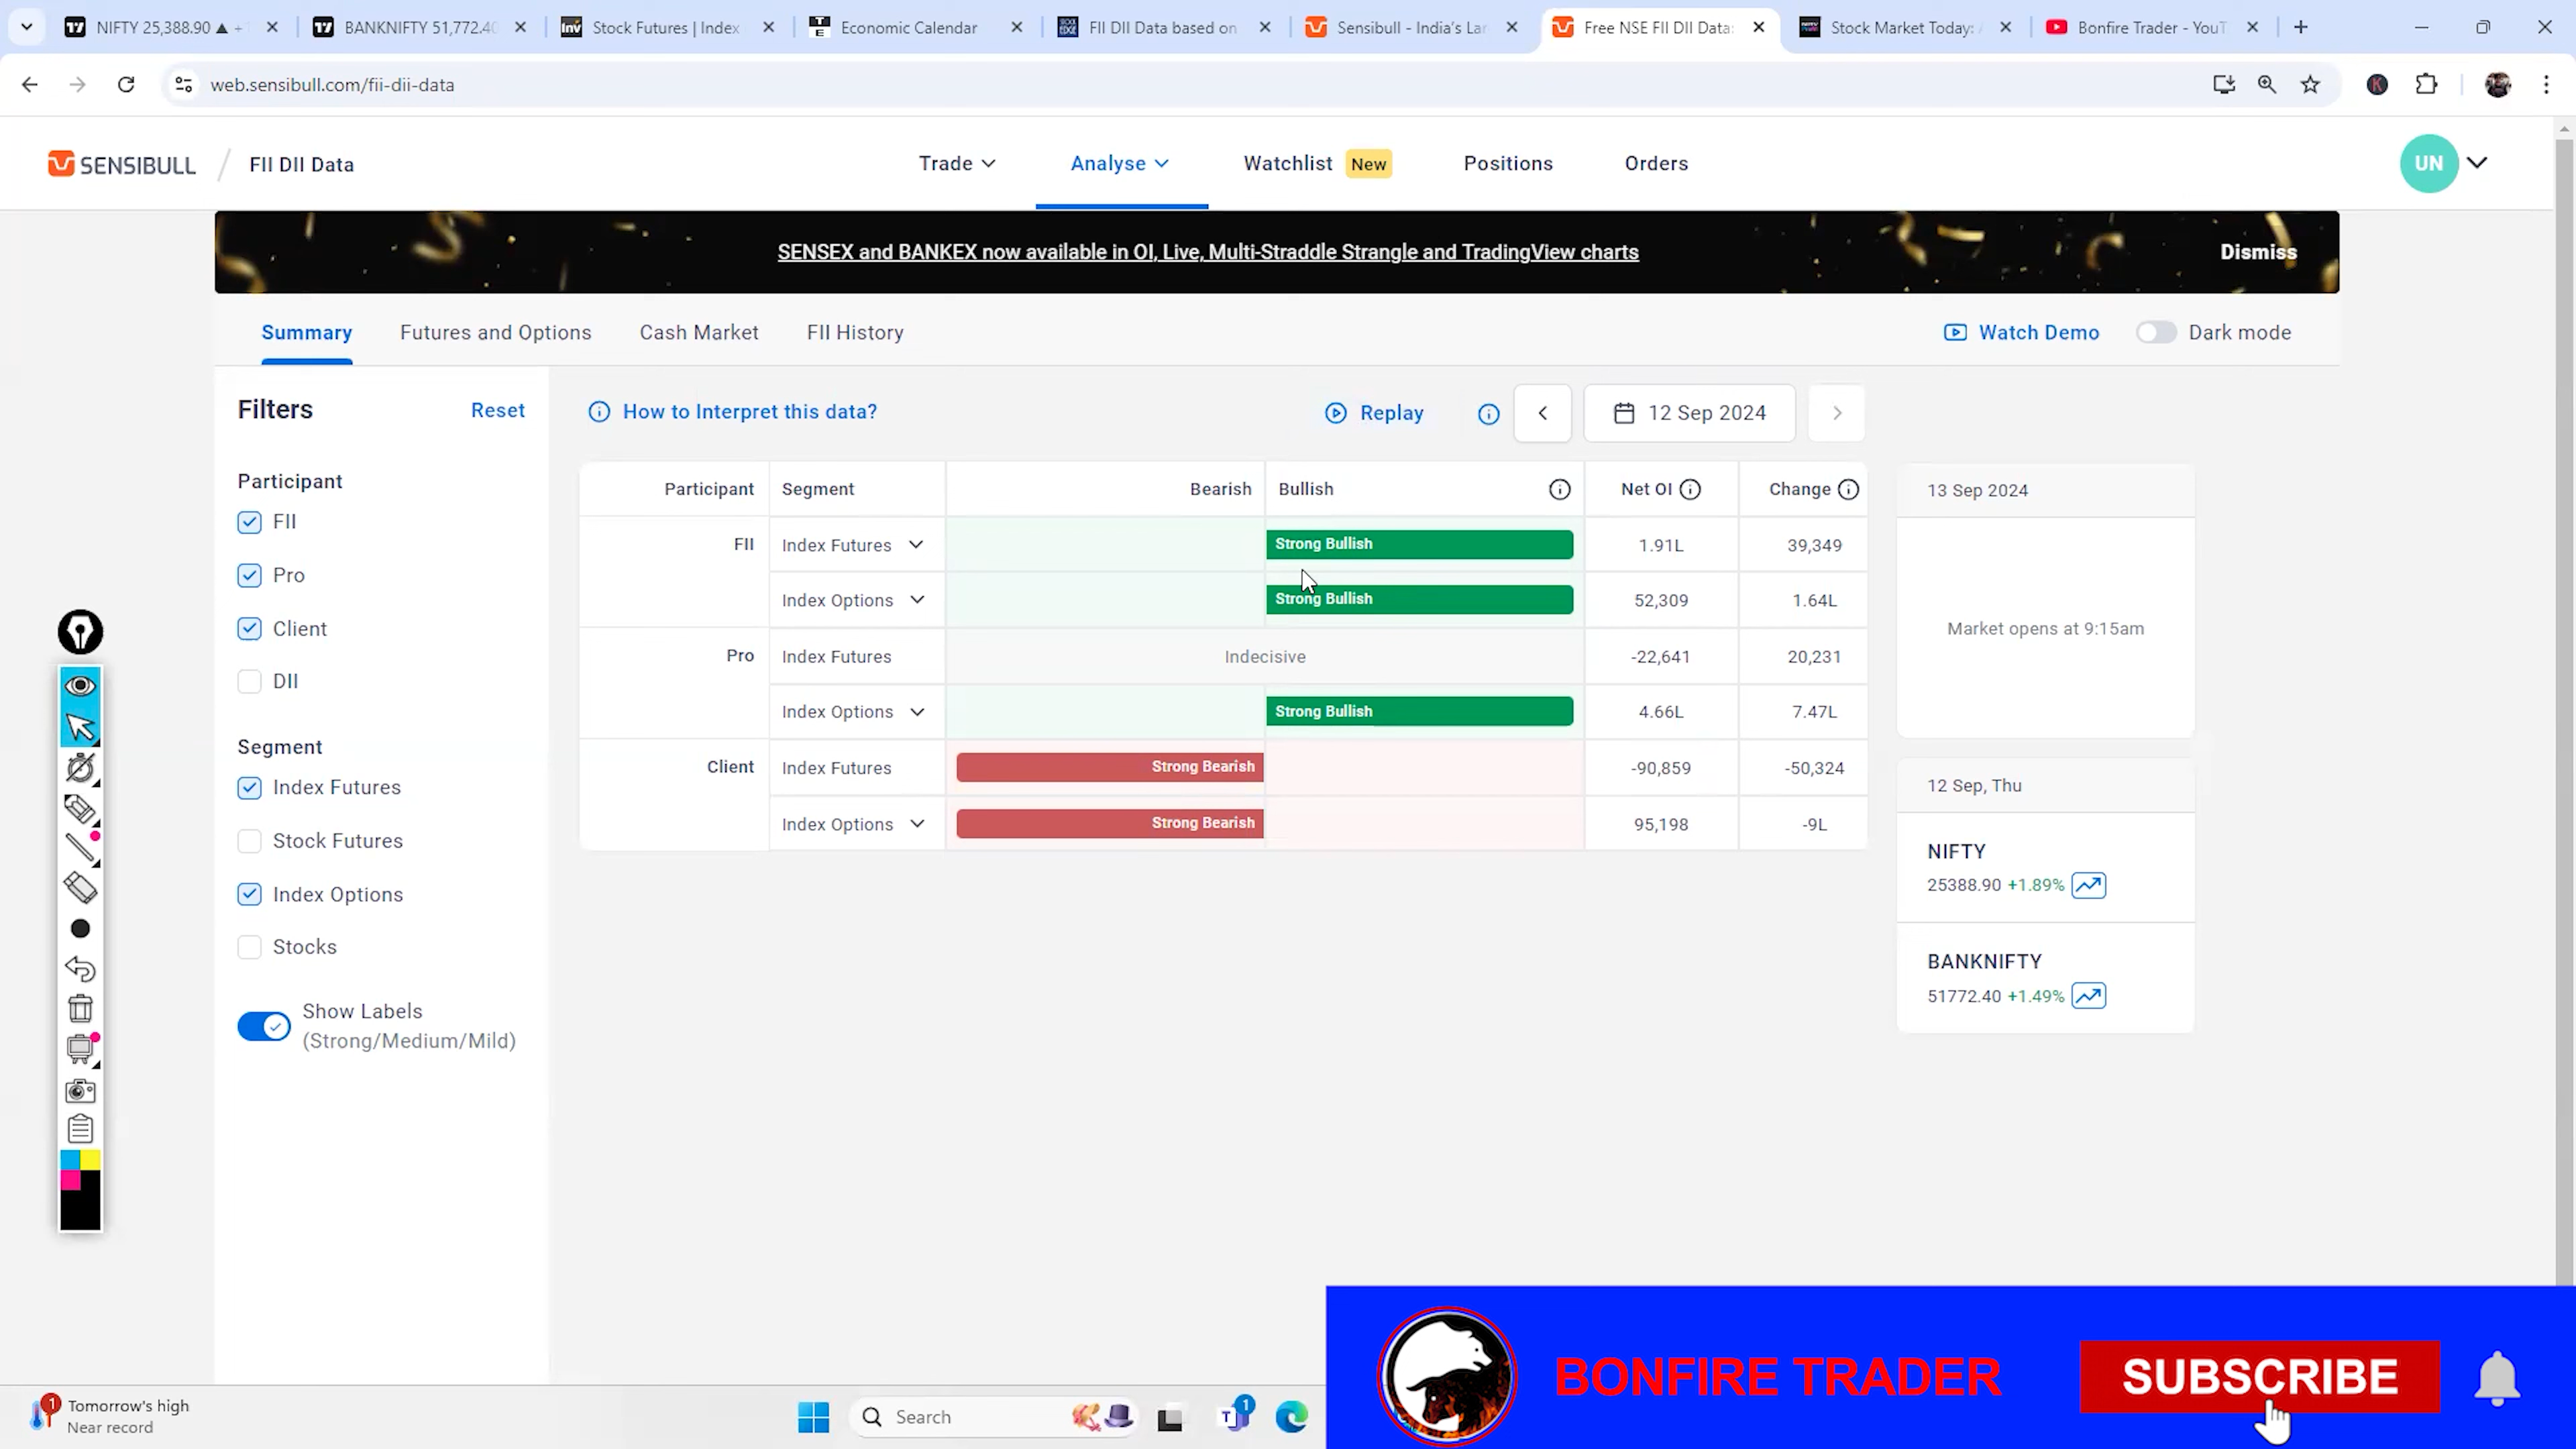 NIFTY 25,388.90 ▲ +
BANKNIFTY 51,772.40
Inv Stock Futures | Index
TE Economic Calendar
STOCK EDGE FII DII Data based on
Sensibull - India's Lar
Free NSE FII DII Data:
Stock Market Today: 
Bonfire Trader - YouT
web.sensibull.com/fii-dii-data
K
SENSIBULL / FII DII Data
Trade
Analyse
Watchlist New
Positions
Orders
UN
SENSEX and BANKEX now available in OI, Live, Multi-Straddle Strangle and TradingView charts
Dismiss
Summary Futures and Options Cash Market FII History
Watch Demo
Dark mode
Filters Reset
How to Interpret this data?
Replay
12 Sep 2024
Participant
FII
Pro
Client
DII
Segment
Index Futures
Stock Futures
Index Options
Stocks
Show Labels
(Strong/Medium/Mild)
Participant Segment Bearish Bullish Net OI Change
FII Index Futures Strong Bullish 1.91L 39,349
Index Options Strong Bullish 52,309 1.64L
Pro Index Futures Indecisive -22,641 20,231
Index Options Strong Bullish 4.66L 7.47L
Client Index Futures Strong Bearish -90,859 -50,324
Index Options Strong Bearish 95,198 -9L
13 Sep 2024
Market opens at 9:15am
12 Sep, Thu
NIFTY
25388.90 +1.89%
BANKNIFTY
51772.40 +1.49%
1
Tomorrow's high
Near record
Search
T
1
BONFIRE TRADER
SUBSCRIBE